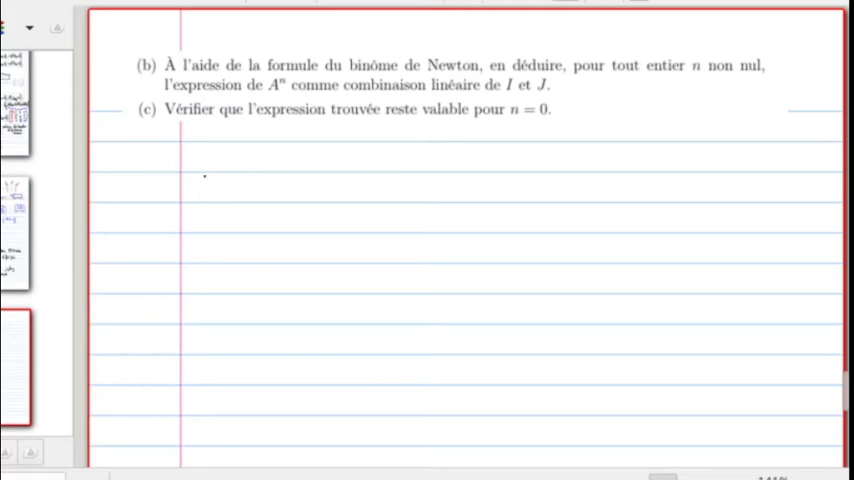 (b) À l'aide de la formule du binôme de Newton, en déduire, pour tout entier n non nul,
l'expression de Aⁿ comme combinaison linéaire de I et J.
(c) Vérifier que l'expression trouvée reste valable pour n = 0.